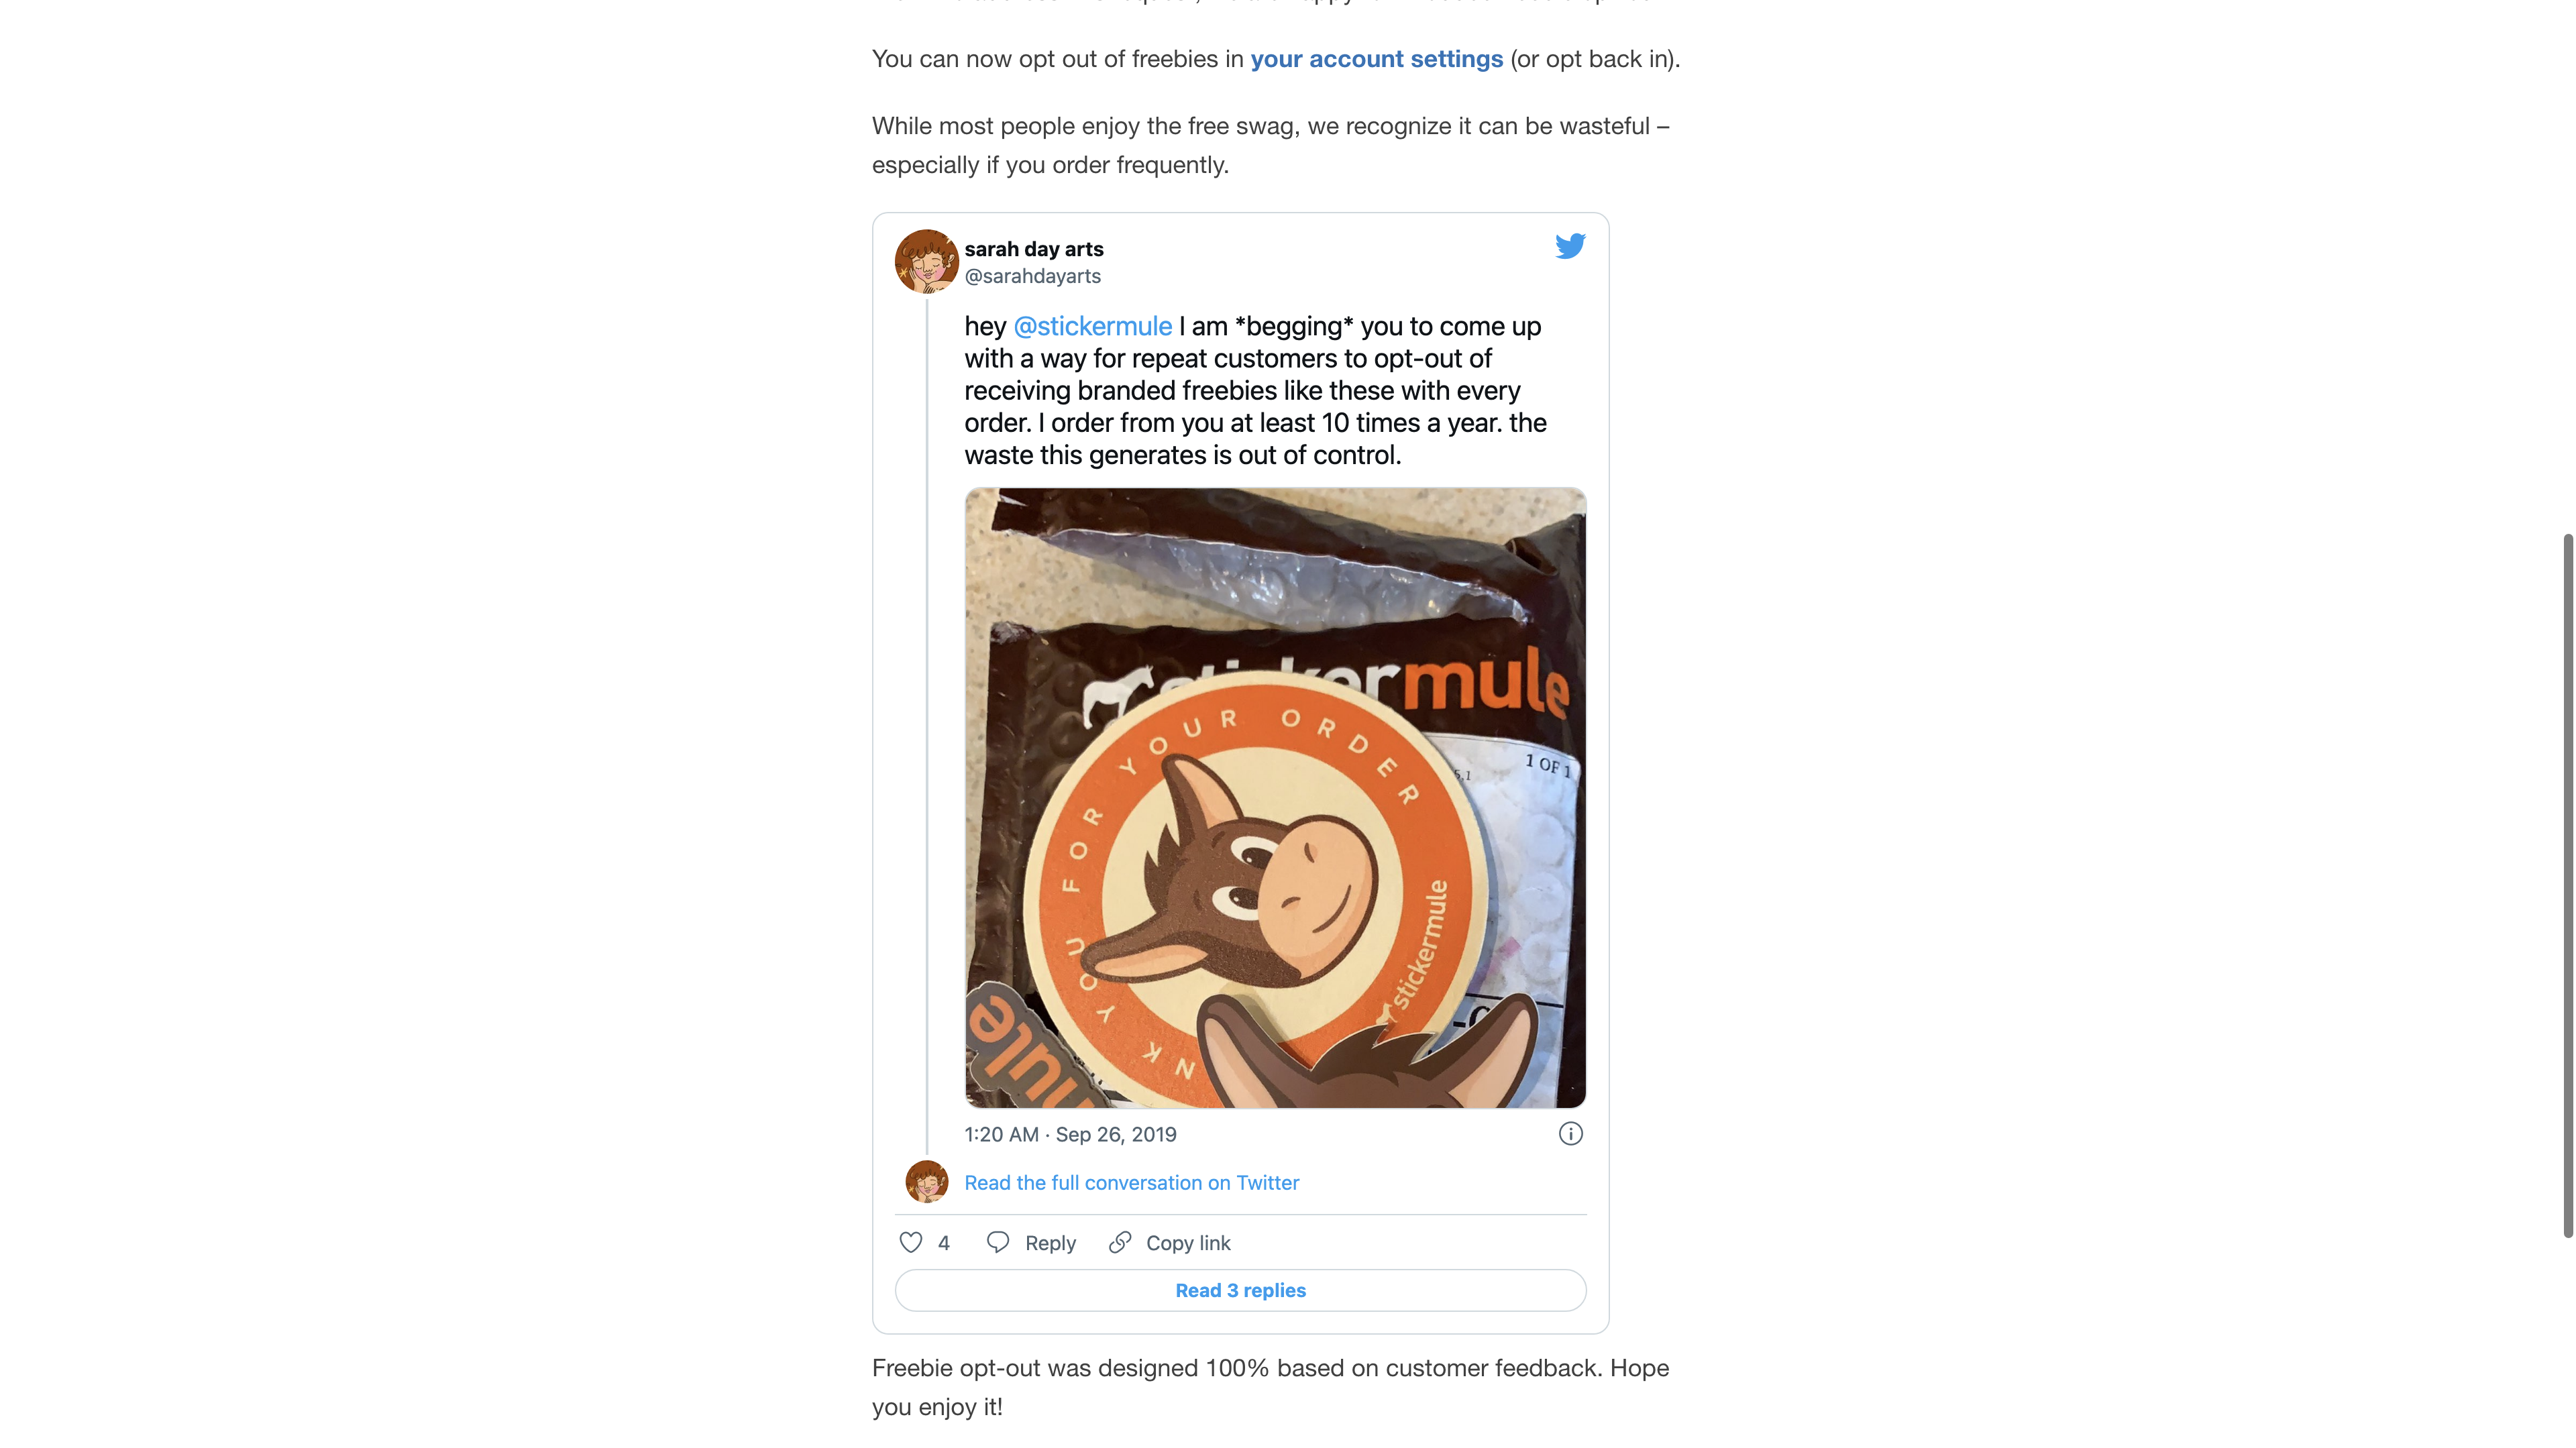 You can now opt out of freebies in your account settings (or opt back in).
While most people enjoy the free swag, we recognize it can be wasteful –
especially if you order frequently.
sarah day arts
@sarahdayarts
hey @stickermule I am *begging* you to come up
with a way for repeat customers to opt-out of
receiving branded freebies like these with every
order. I order from you at least 10 times a year. the
waste this generates is out of control.
stickermule
1 OF 1
5.1
NK YOU FOR YOUR ORDER
stickermule
mule
1:20 AM · Sep 26, 2019
Read the full conversation on Twitter
4 Reply Copy link
Read 3 replies
Freebie opt-out was designed 100% based on customer feedback. Hope
you enjoy it!